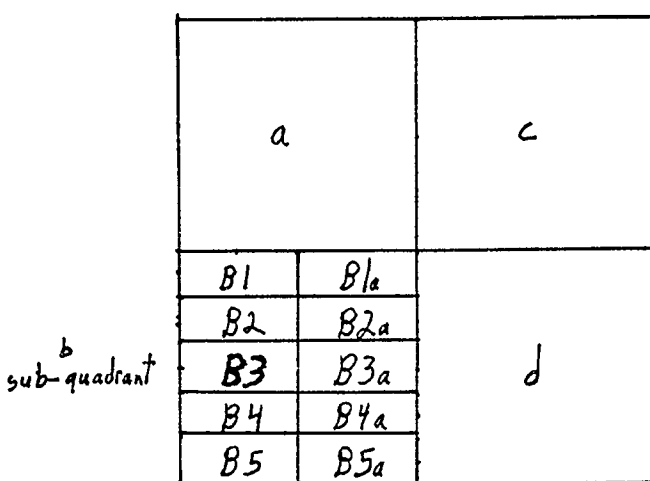 a
c
B1 B1a
B2 B2a
b
sub-quadrant
B3 B3a
d
B4 B4a
B5 B5a